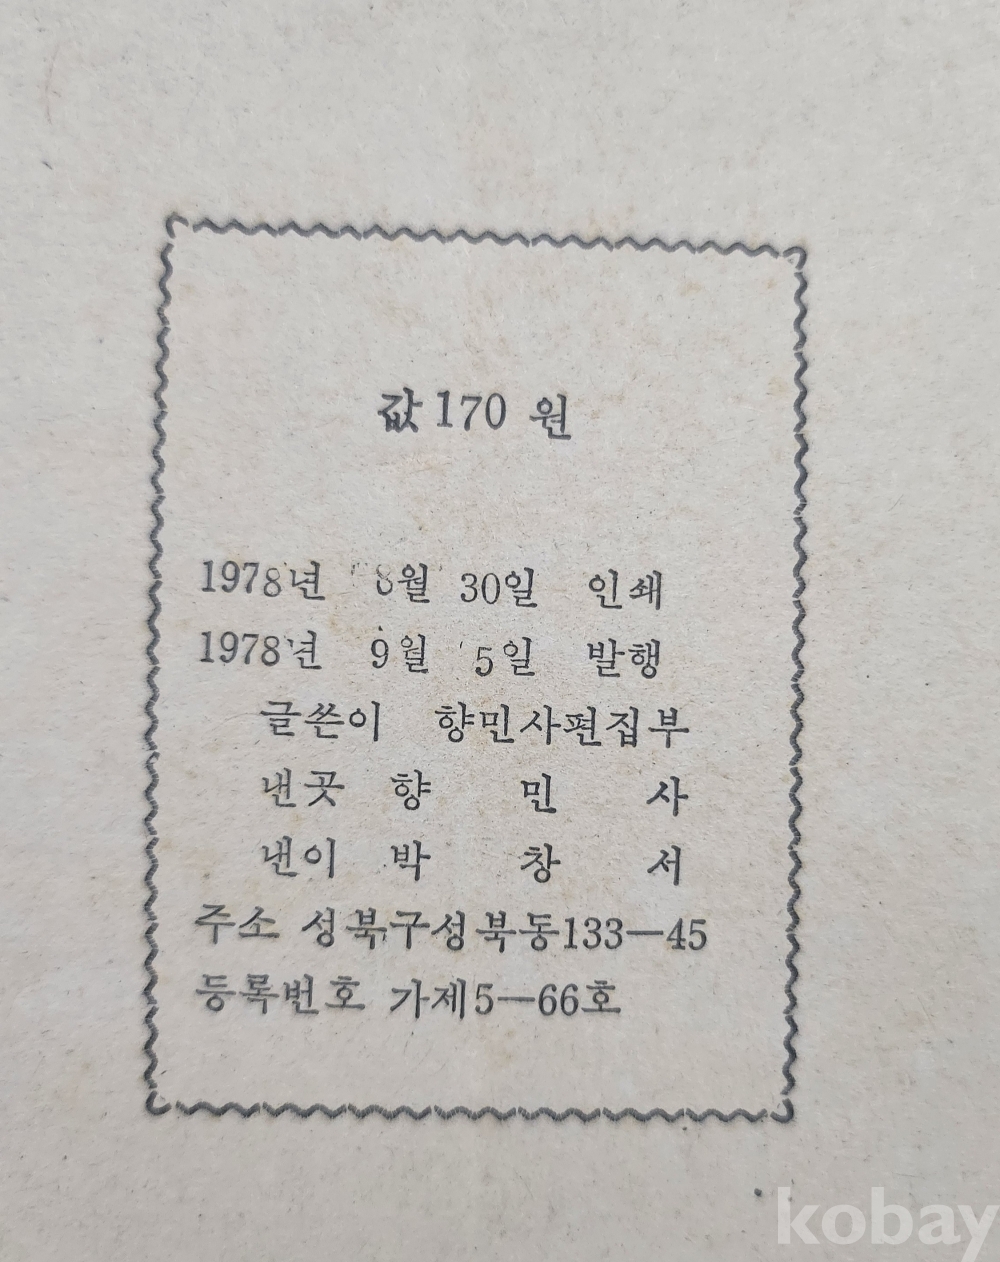 값 170 원
1978년 8월 30일 인쇄
1978년 9월 5일 발행
글쓴이 향민사편집부
낸곳 향 민 사
낸이 박 창 서
주소 성북구성북동133—45
등록번호 가제5—66호
kobay